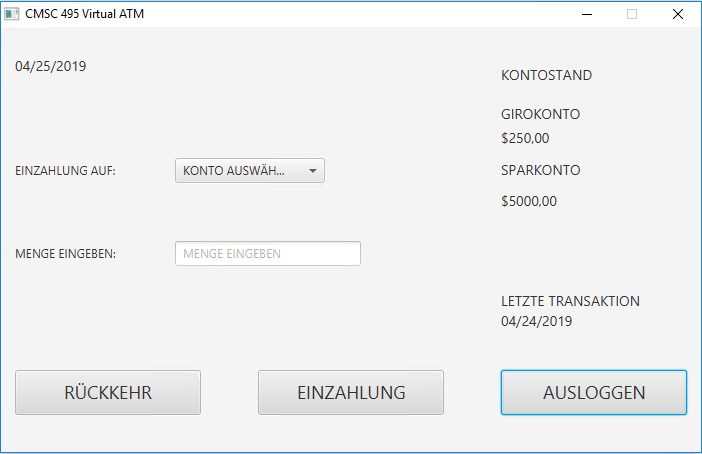 CMSC 495 Virtual ATM
04/25/2019
KONTOSTAND
GIROKONTO
$250,00
EINZAHLUNG AUF:
KONTO AUSWÄH...
SPARKONTO
$5000,00
MENGE EINGEBEN:
MENGE EINGEBEN
LETZTE TRANSAKTION
04/24/2019
RÜCKKEHR
EINZAHLUNG
AUSLOGGEN